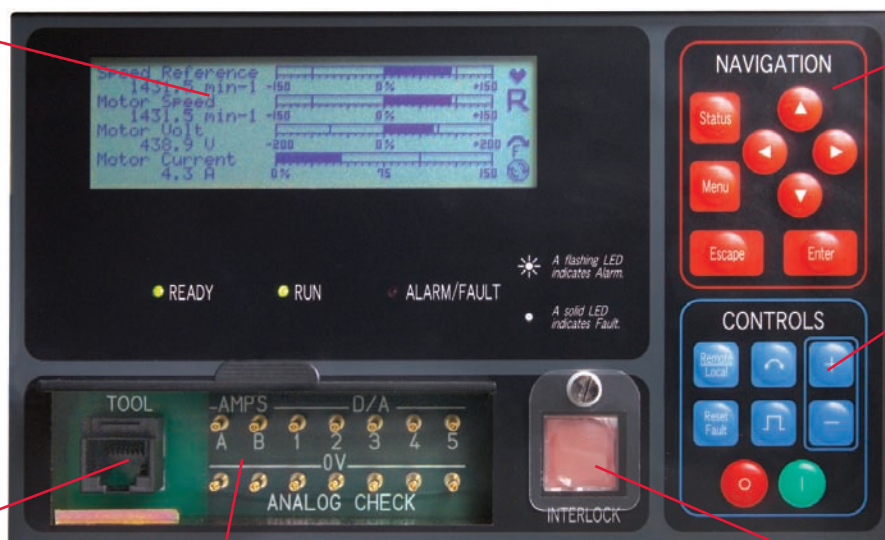 Speed Reference
1431.5 min-1 -150 0% +150
Motor Speed
1431.5 min-1 -150 0% +150
Motor Volt
438.9 V -200 0% +200
Motor Current
4.3 A 0% 75 150
R
F
READY
RUN
ALARM/FAULT
A flashing LED
indicates Alarm.
A solid LED
indicates Fault.
NAVIGATION
Status
Menu
Escape
Enter
CONTROLS
Remote
Local
+
Reset
Fault
-
O
I
TOOL
AMPS D/A
A B 1 2 3 4 5
0V
ANALOG CHECK
INTERLOCK